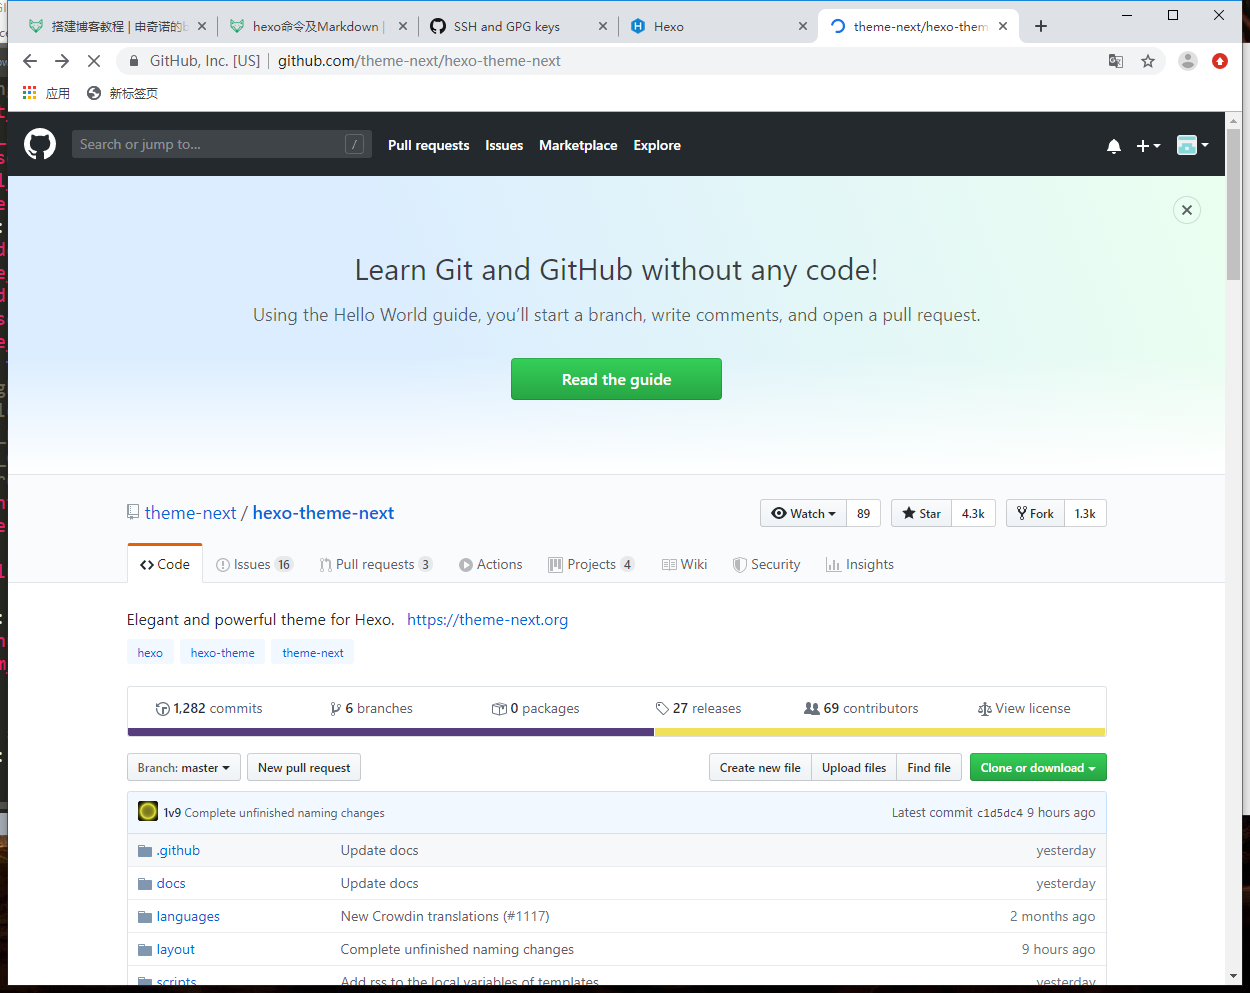 搭建博客教程 | 申奇诺的b
hexo命令及Markdown |
SSH and GPG keys
Hexo
theme-next/hexo-them
GitHub, Inc. [US] | github.com/theme-next/hexo-theme-next
应用 新标签页
Search or jump to... / Pull requests Issues Marketplace Explore
Learn Git and GitHub without any code!
Using the Hello World guide, you’ll start a branch, write comments, and open a pull request.
Read the guide
theme-next / hexo-theme-next Watch 89 Star 4.3k Fork 1.3k
Code Issues 16 Pull requests 3 Actions Projects 4 Wiki Security Insights
Elegant and powerful theme for Hexo. https://theme-next.org
hexo hexo-theme theme-next
1,282 commits 6 branches 0 packages 27 releases 69 contributors View license
Branch: master New pull request Create new file Upload files Find file Clone or download
1v9 Complete unfinished naming changes Latest commit c1d5dc4 9 hours ago
.github Update docs yesterday
docs Update docs yesterday
languages New Crowdin translations (#1117) 2 months ago
layout Complete unfinished naming changes 9 hours ago
scripts Add rss to the local variables of templates yesterday